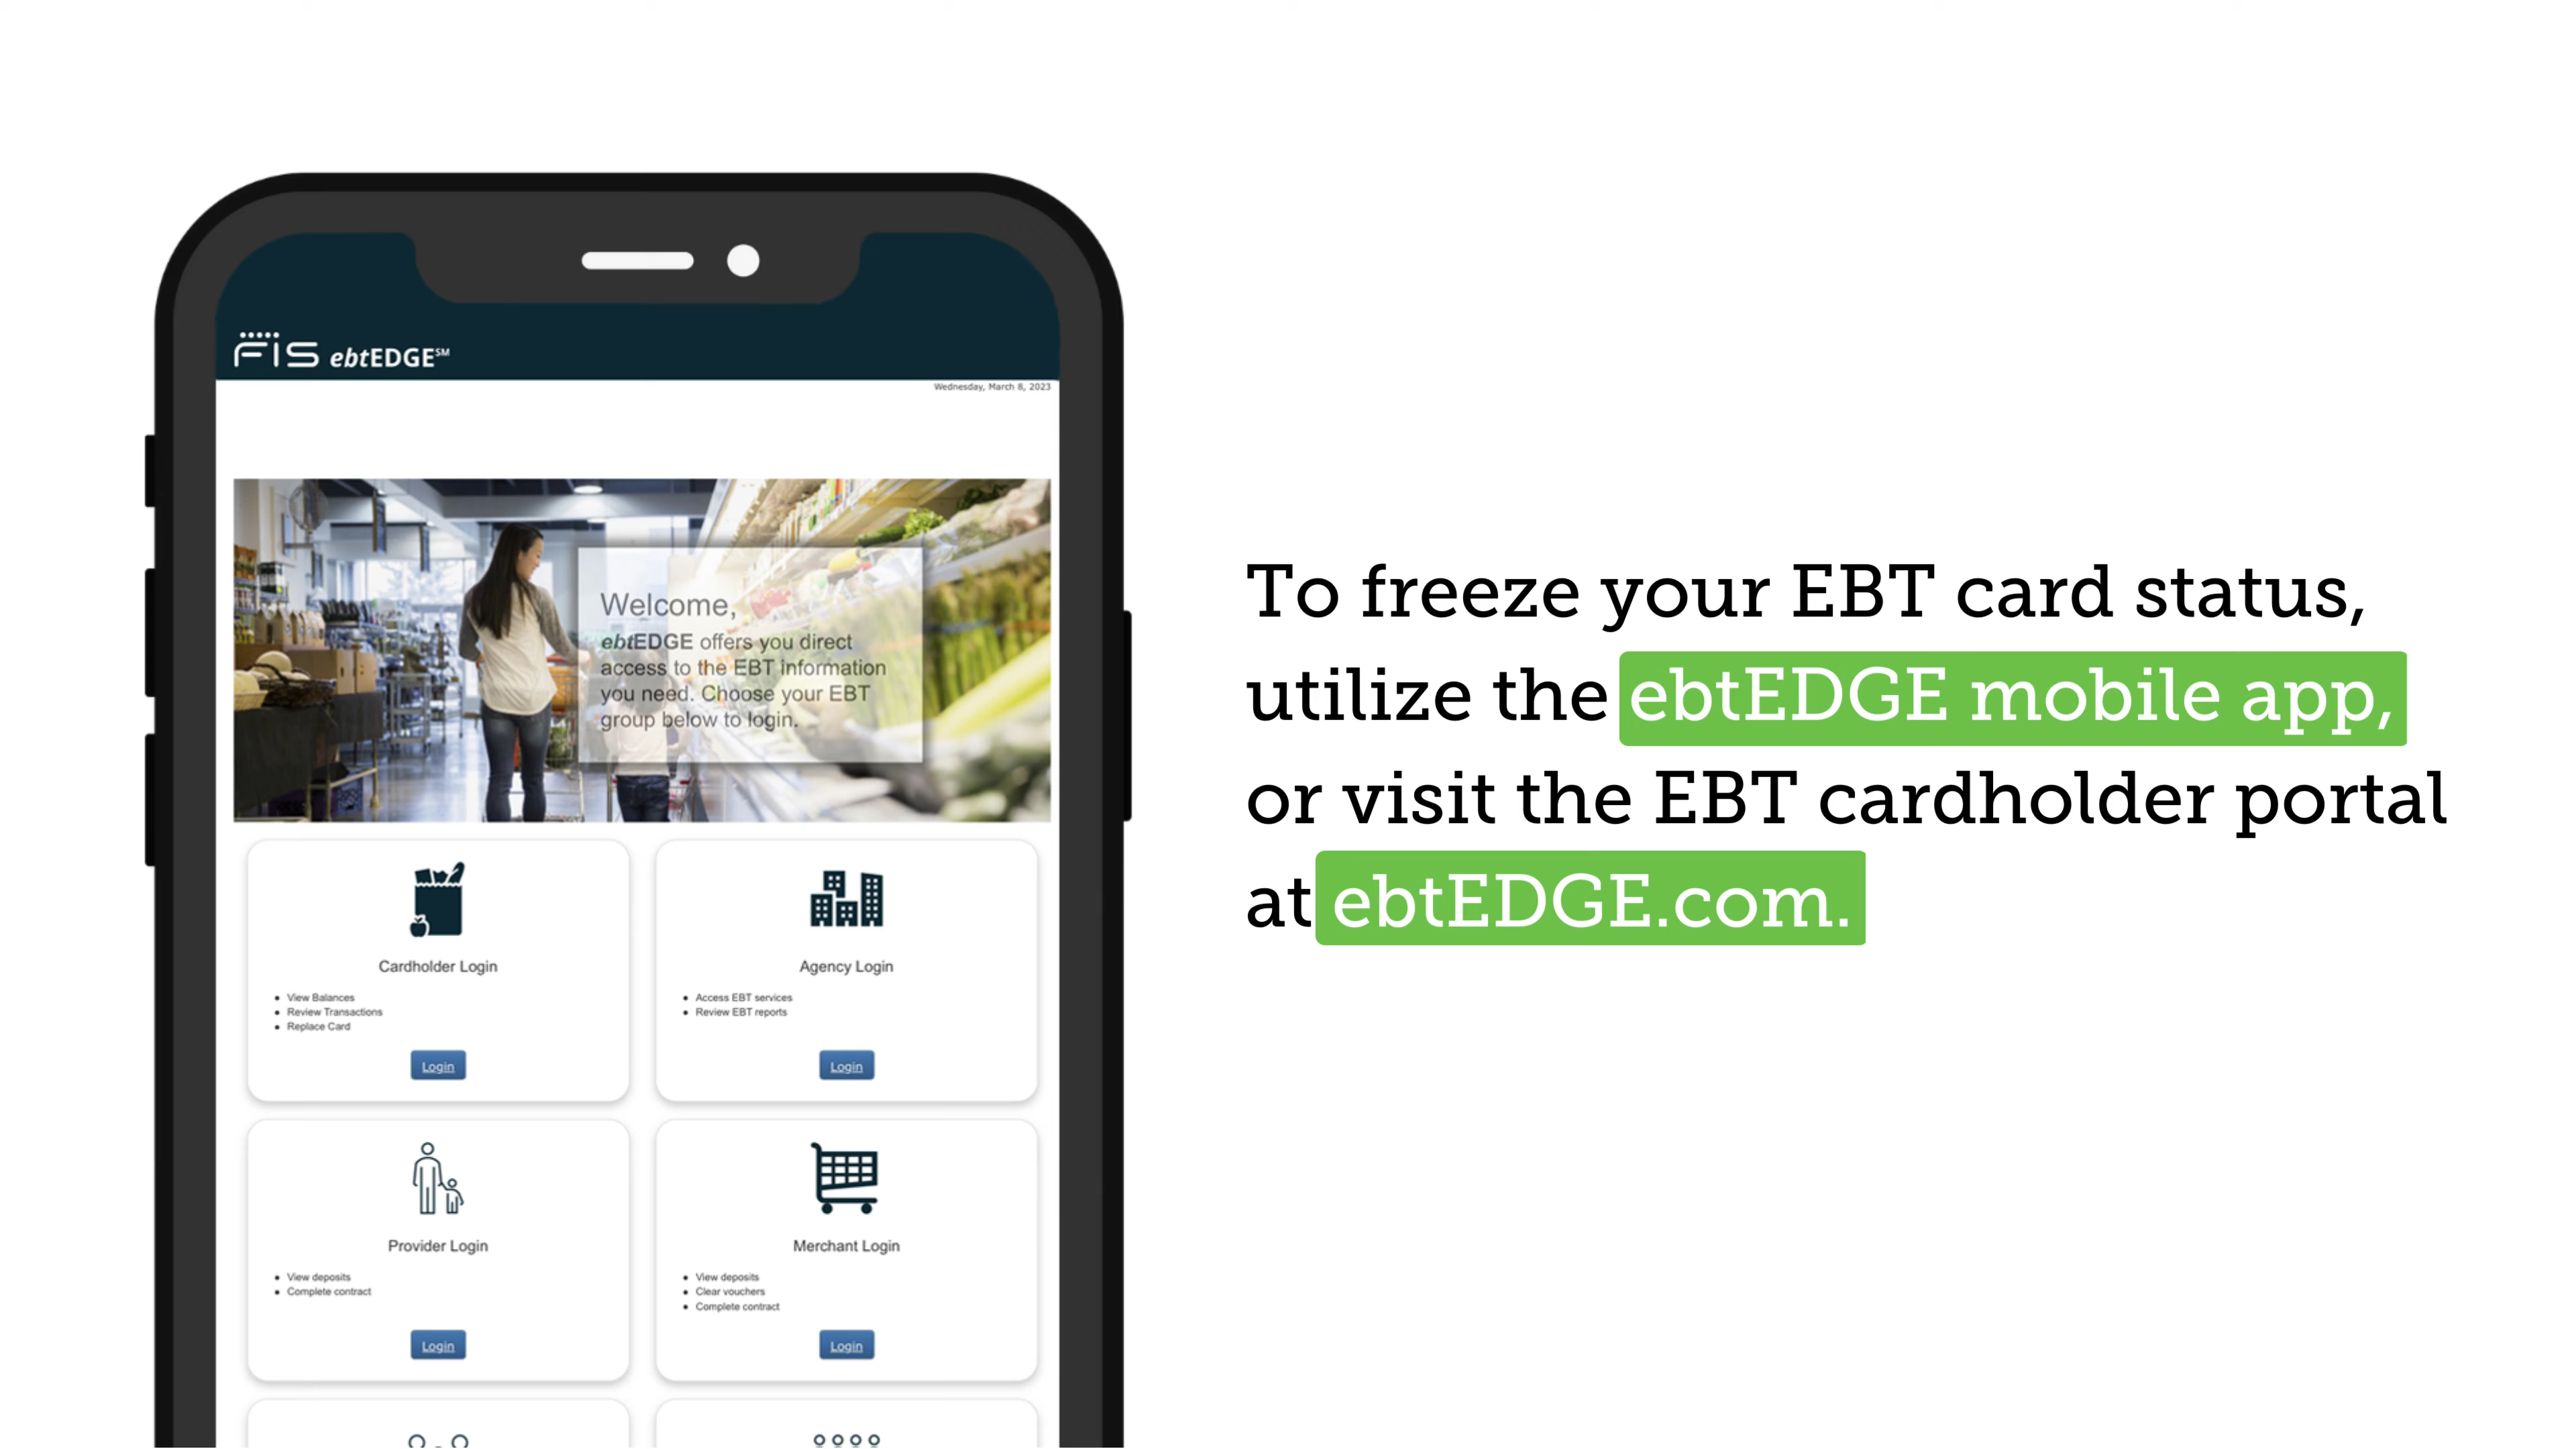 FIS ebtEDGE℠
Wednesday, March 8, 2023
Welcome,
ebtEDGE offers you direct
access to the EBT information
you need. Choose your EBT
group below to login.
Cardholder Login
• View Balances
• Review Transactions
• Replace Card
Login
Agency Login
• Access EBT services
• Review EBT reports
Login
Provider Login
• View deposits
• Complete contract
Login
Merchant Login
• View deposits
• Clear vouchers
• Complete contract
Login
To freeze your EBT card status,
utilize the ebtEDGE mobile app,
or visit the EBT cardholder portal
at ebtEDGE.com.